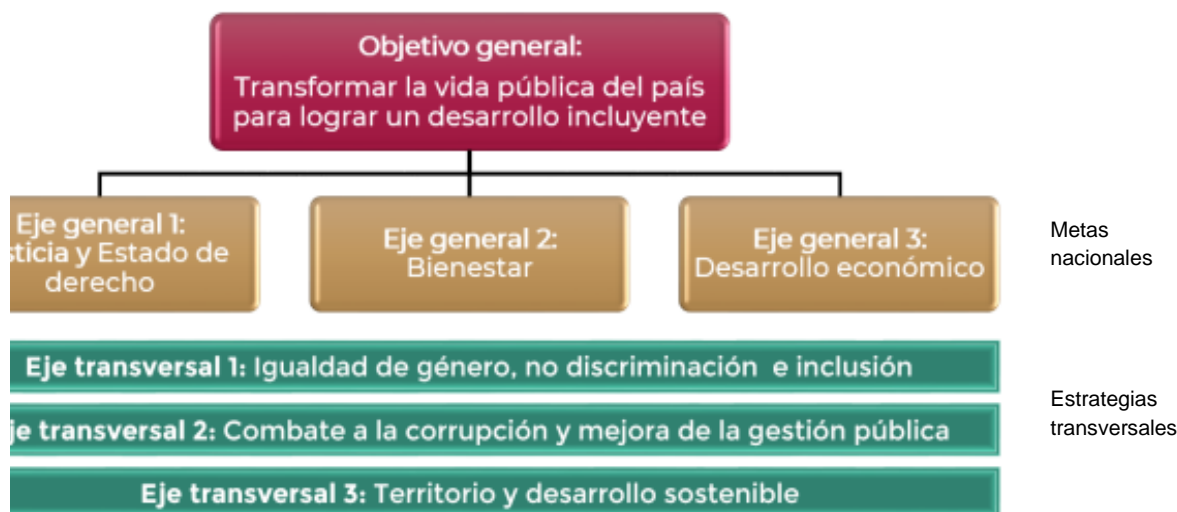 Objetivo general:
Transformar la vida pública del país
para lograr un desarrollo incluyente
Eje general 1:
sticia y Estado de
derecho
Eje general 2:
Bienestar
Eje general 3:
Desarrollo económico
Metas
nacionales
Eje transversal 1: Igualdad de género, no discriminación e inclusión
je transversal 2: Combate a la corrupción y mejora de la gestión pública
Eje transversal 3: Territorio y desarrollo sostenible
Estrategias
transversales